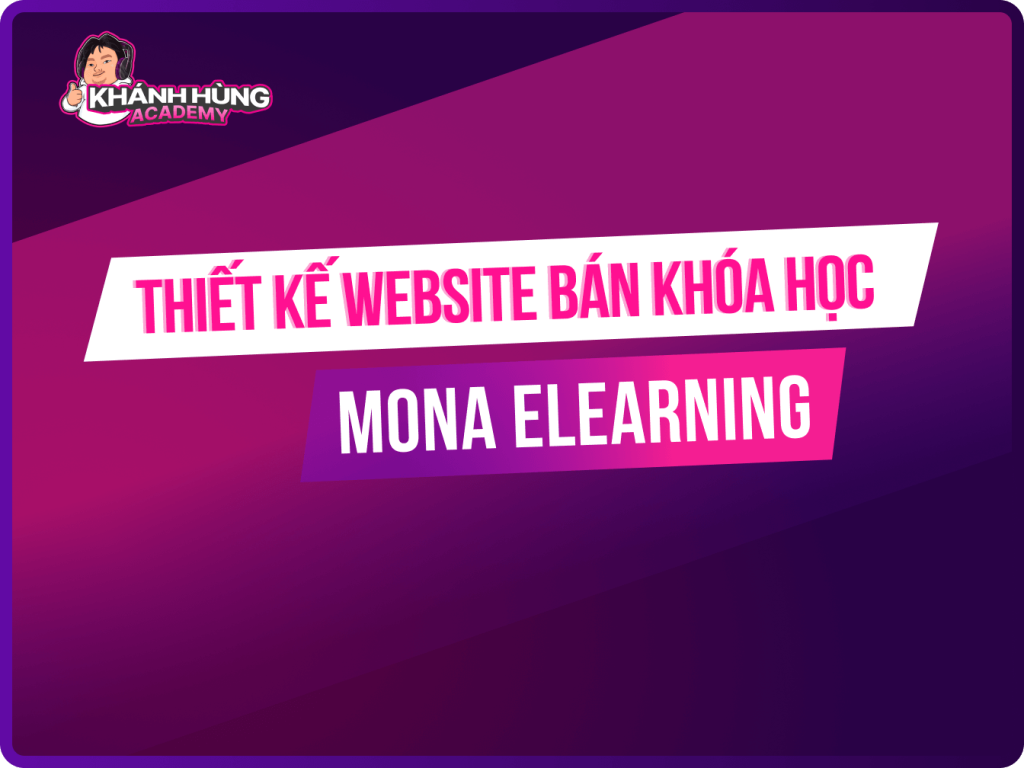 KHÁNH HÙNG
ACADEMY
THIẾT KẾ WEBSITE BÁN KHÓA HỌC
MONA ELEARNING